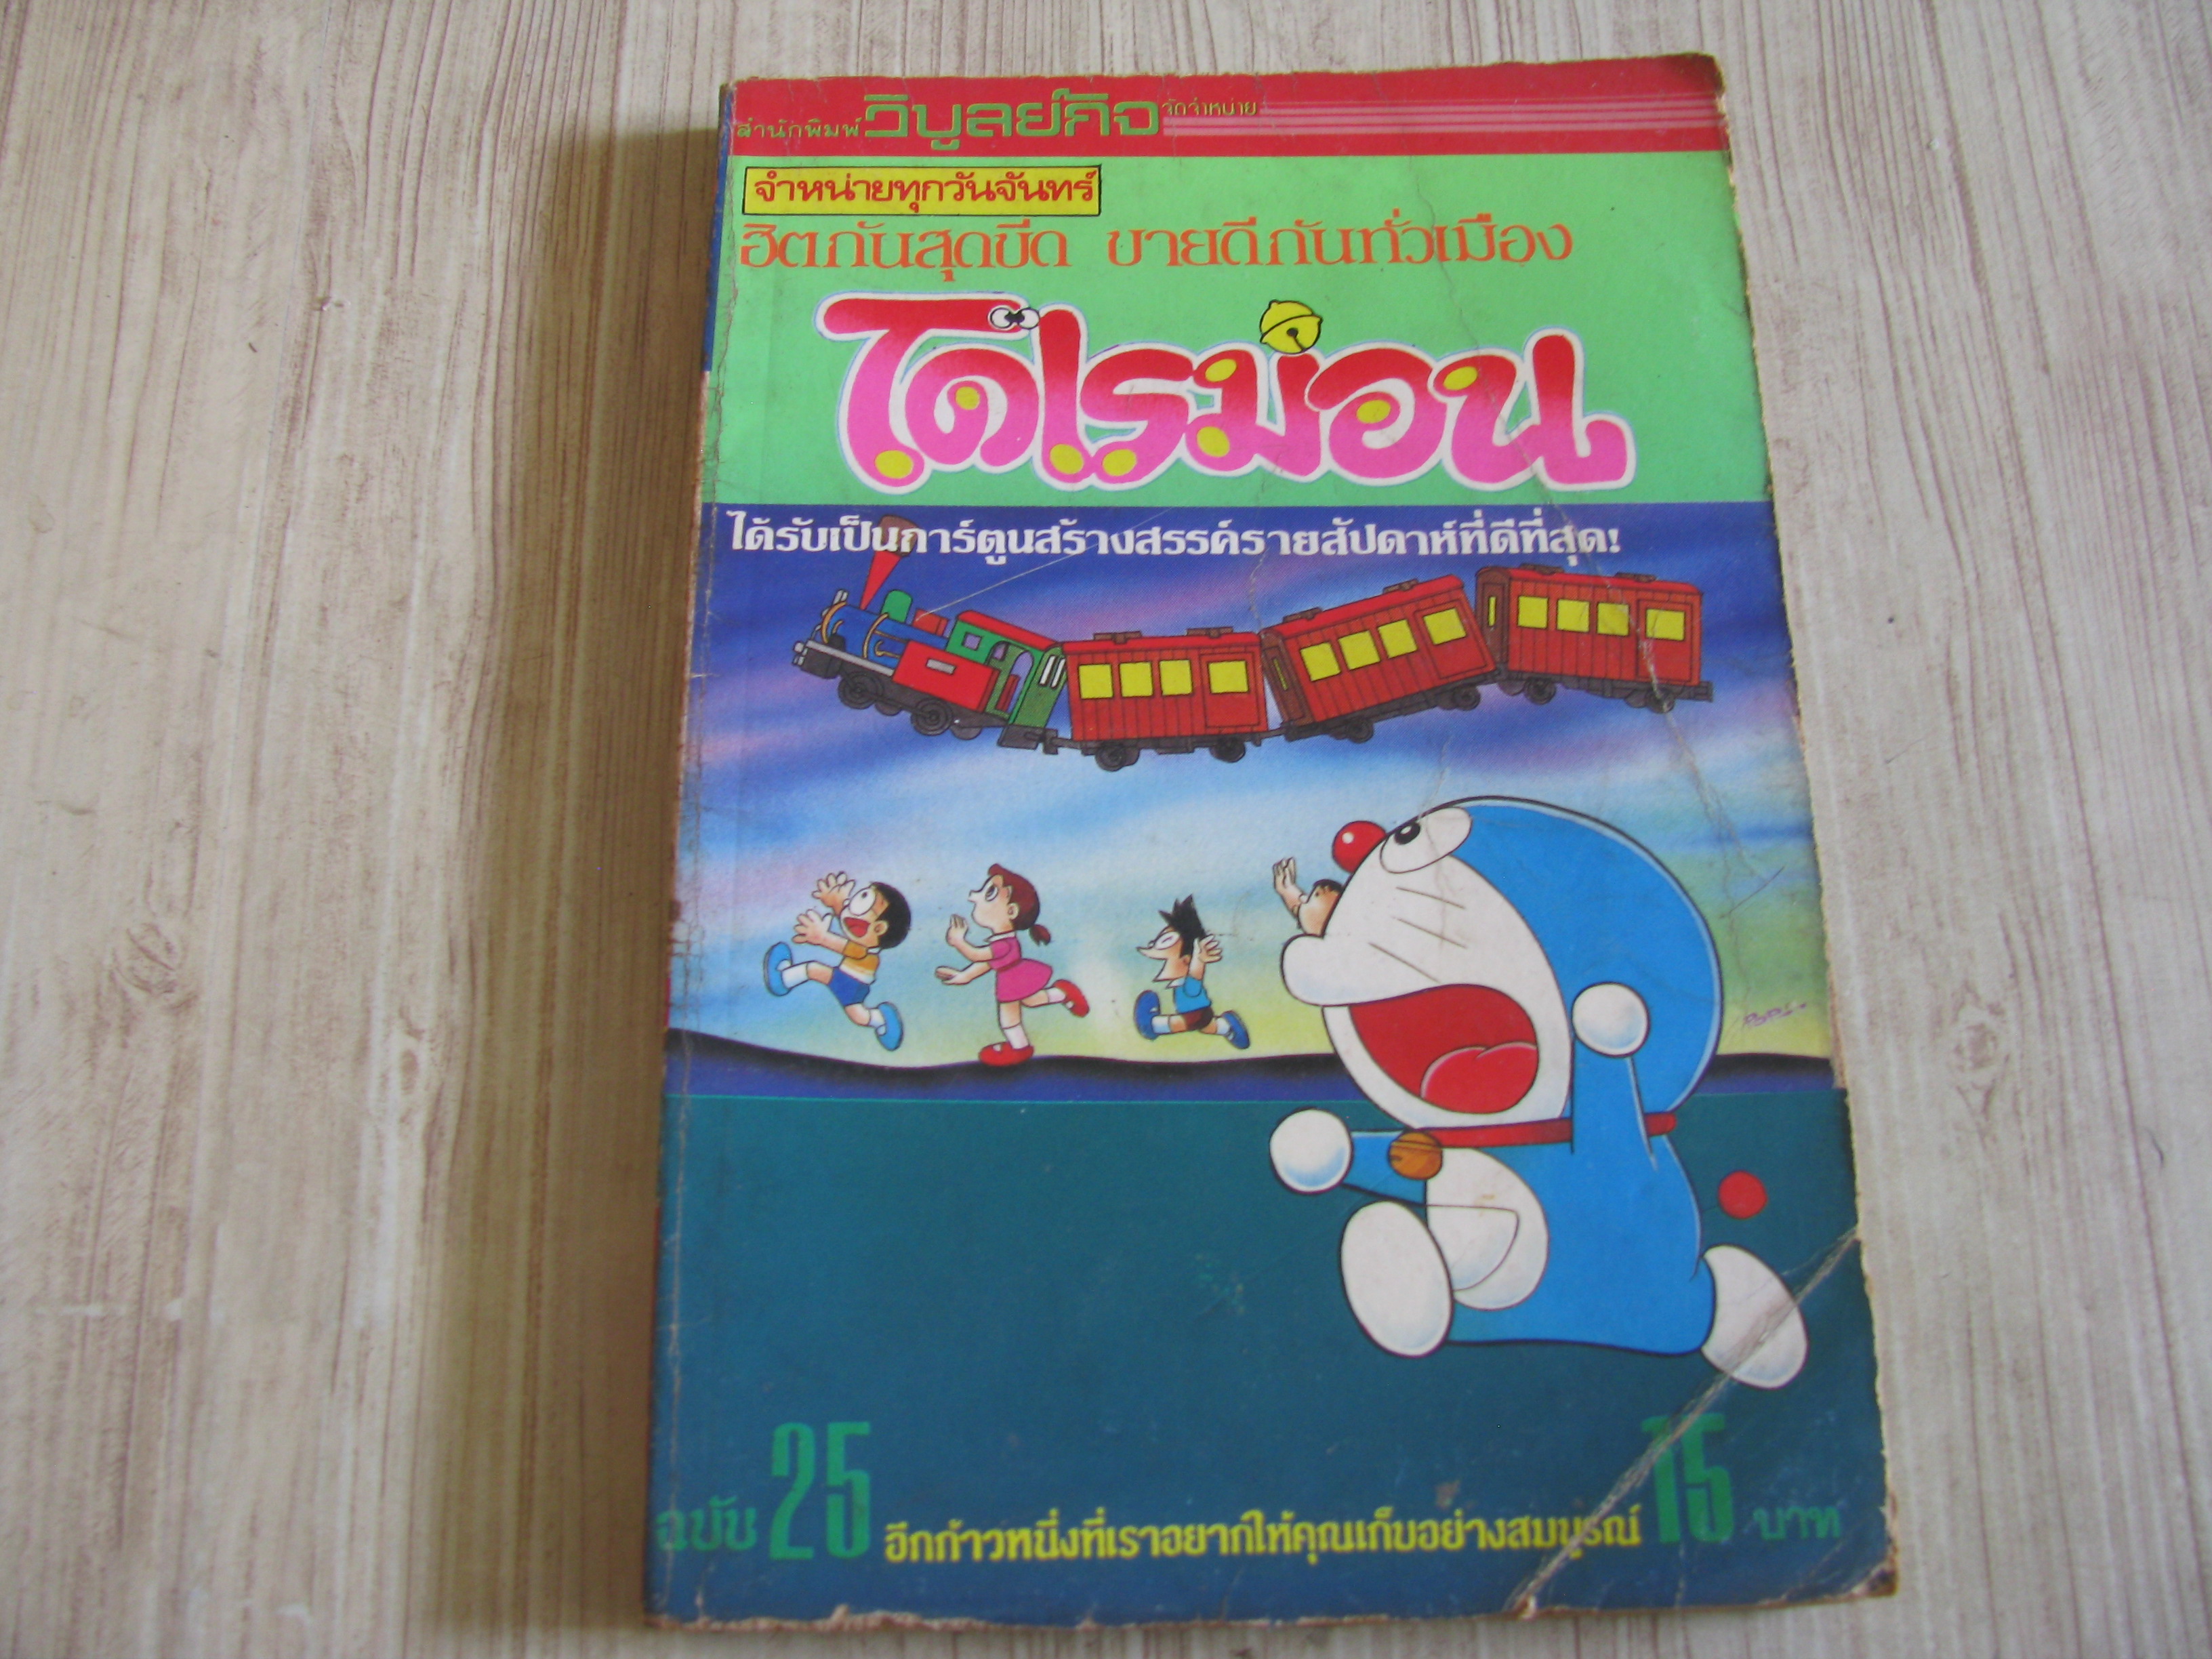 สำนักพิมพ์ วิบูลย์กิจ จัดจำหน่าย
จำหน่ายทุกวันจันทร์
ฮิตกันสุดขีด ขายดีกันทั่วเมือง
โดเรม่อน
ได้รับเป็นการ์ตูนสร้างสรรค์รายสัปดาห์ที่ดีที่สุด!
ฉบับ 25 อีกก้าวหนึ่งที่เราอยากให้คุณเก็บอย่างสมบูรณ์ 15 บาท